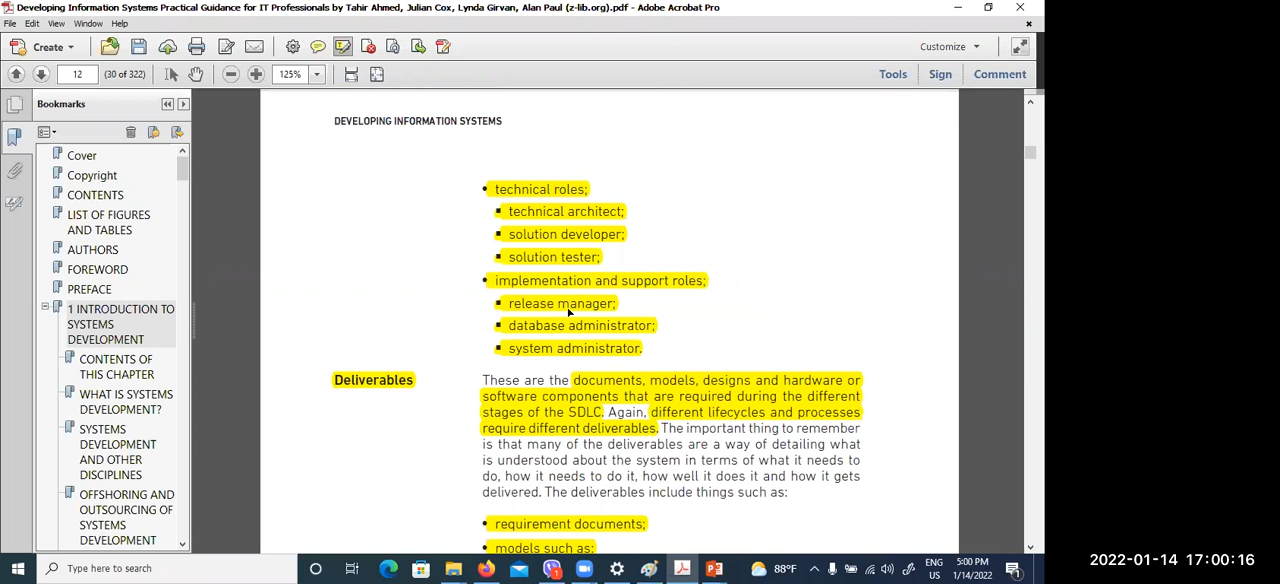 Developing Information Systems Practical Guidance for IT Professionals by Tahir Ahmed, Julian Cox, Lynda Girvan, Alan Paul (z-lib.org).pdf - Adobe Acrobat Pro
File Edit View Window Help
Create
Customize
12 (30 of 322) 125%
Tools Sign Comment
Bookmarks
Cover
Copyright
CONTENTS
LIST OF FIGURES
AND TABLES
AUTHORS
FOREWORD
PREFACE
1 INTRODUCTION TO
SYSTEMS
DEVELOPMENT
CONTENTS OF
THIS CHAPTER
WHAT IS SYSTEMS
DEVELOPMENT?
SYSTEMS
DEVELOPMENT
AND OTHER
DISCIPLINES
OFFSHORING AND
OUTSOURCING OF
SYSTEMS
DEVELOPMENT
DEVELOPING INFORMATION SYSTEMS
• technical roles;
▪ technical architect;
▪ solution developer;
▪ solution tester;
• implementation and support roles;
▪ release manager;
▪ database administrator;
▪ system administrator.
Deliverables These are the documents, models, designs and hardware or
software components that are required during the different
stages of the SDLC. Again, different lifecycles and processes
require different deliverables. The important thing to remember
is that many of the deliverables are a way of detailing what
is understood about the system in terms of what it needs to
do, how it needs to do it, how well it does it and how it gets
delivered. The deliverables include things such as:
• requirement documents;
• models such as:
Type here to search
88°F
ENG
US
5:00 PM
1/14/2022
1
2022-01-14 17:00:16